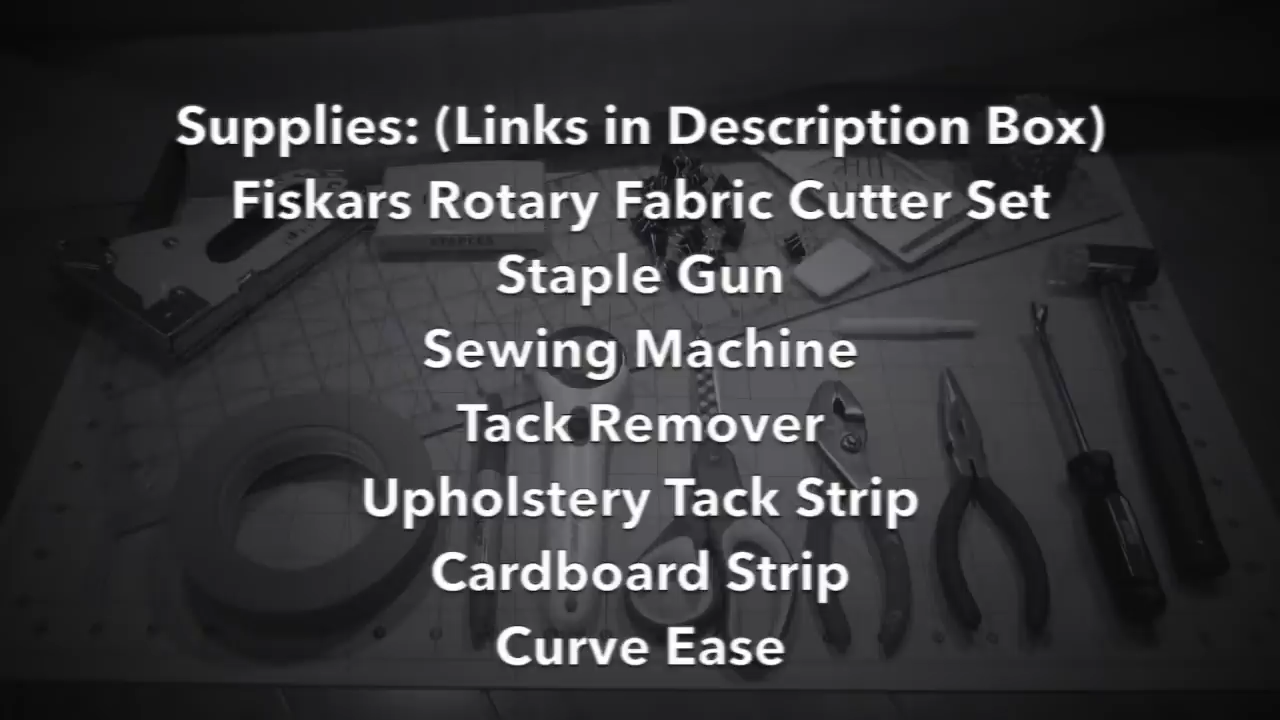 Supplies: (Links in Description Box)
Fiskars Rotary Fabric Cutter Set
STAPLES
Staple Gun
Sewing Machine
Tack Remover
Upholstery Tack Strip
Cardboard Strip
Curve Ease